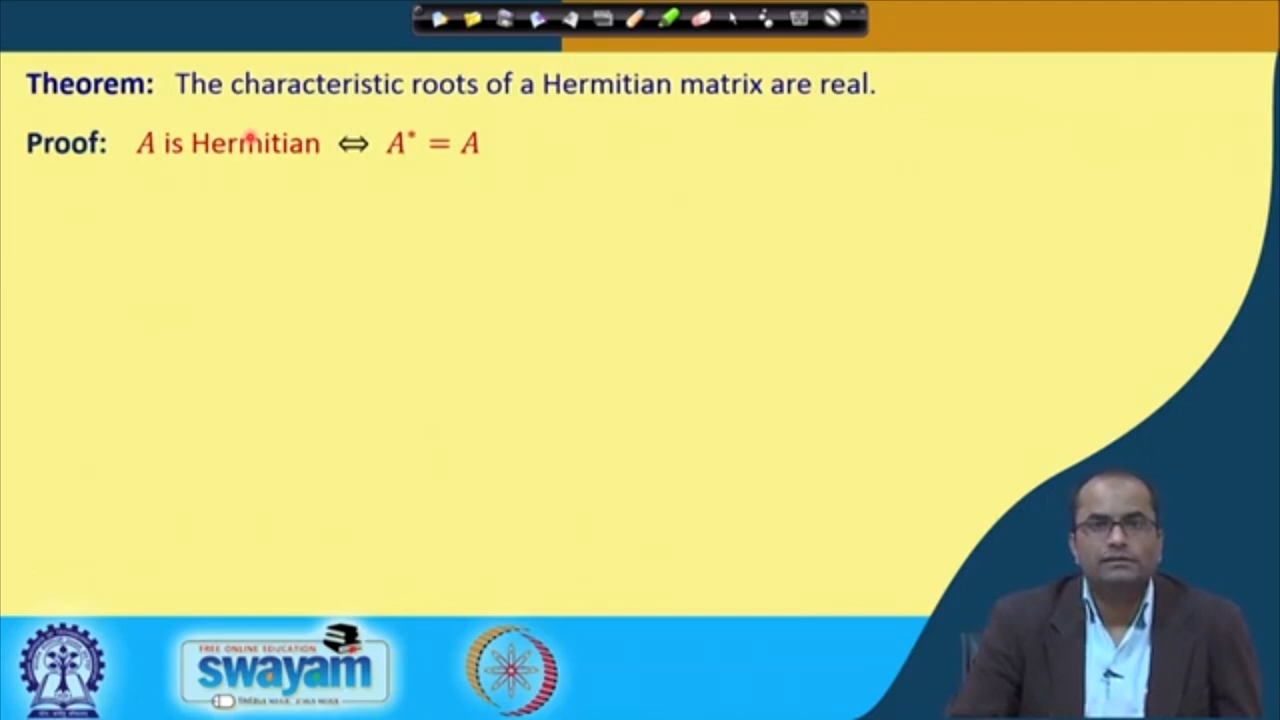 Theorem: The characteristic roots of a Hermitian matrix are real.
Proof: A is Hermitian ⇔ A* = A
FREE ONLINE EDUCATION
swayam